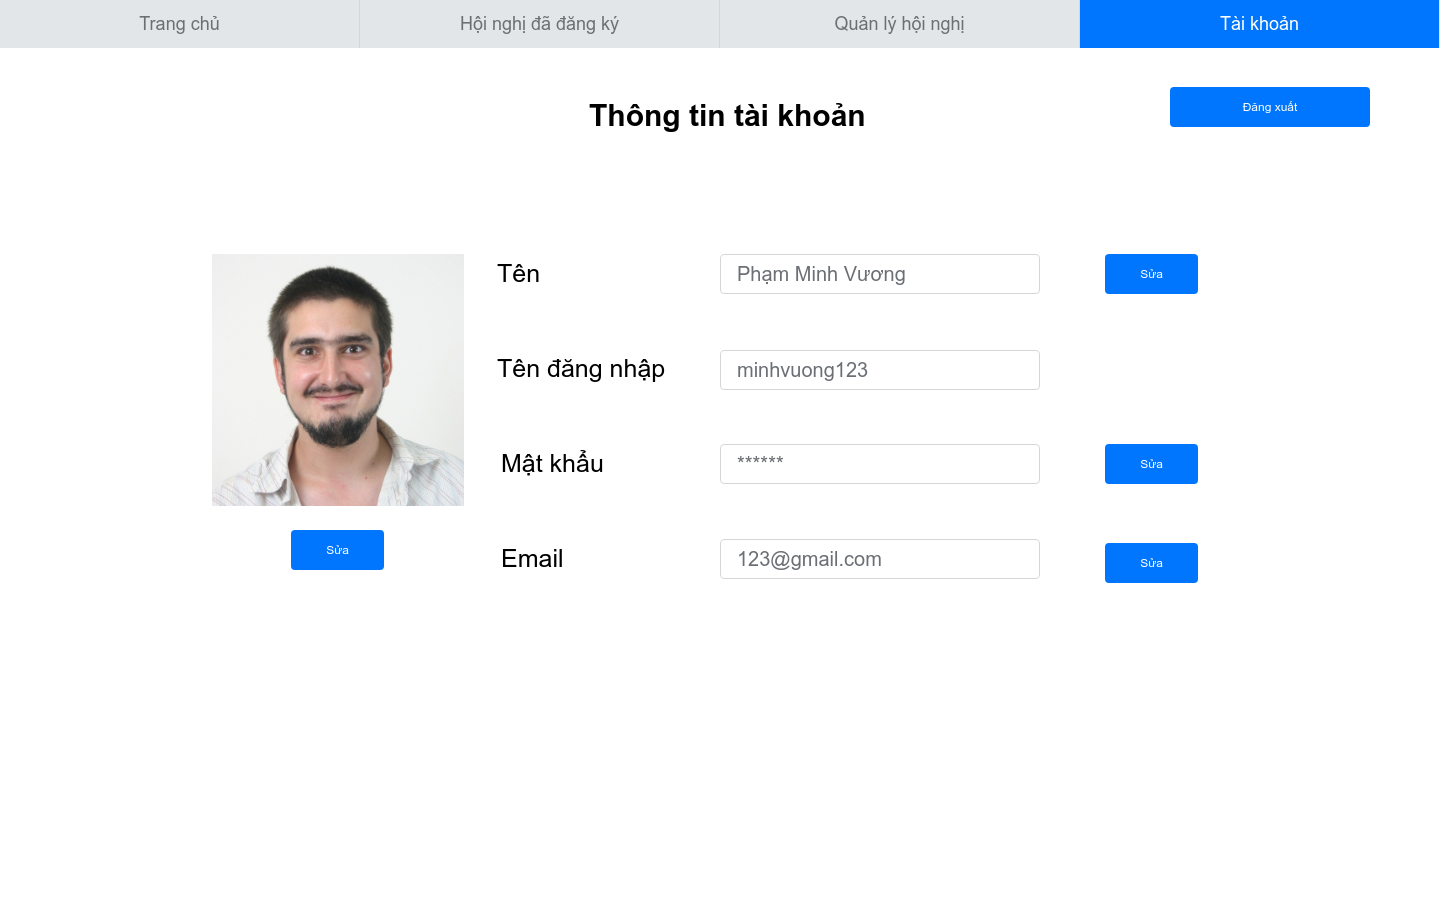 Trang chủ
Hội nghị đã đăng ký
Quản lý hội nghị
Tài khoản
Thông tin tài khoản
Đăng xuất
Tên
Phạm Minh Vương
Sửa
Tên đăng nhập
minhvuong123
Mật khẩu
******
Sửa
Sửa
Email
123@gmail.com
Sửa